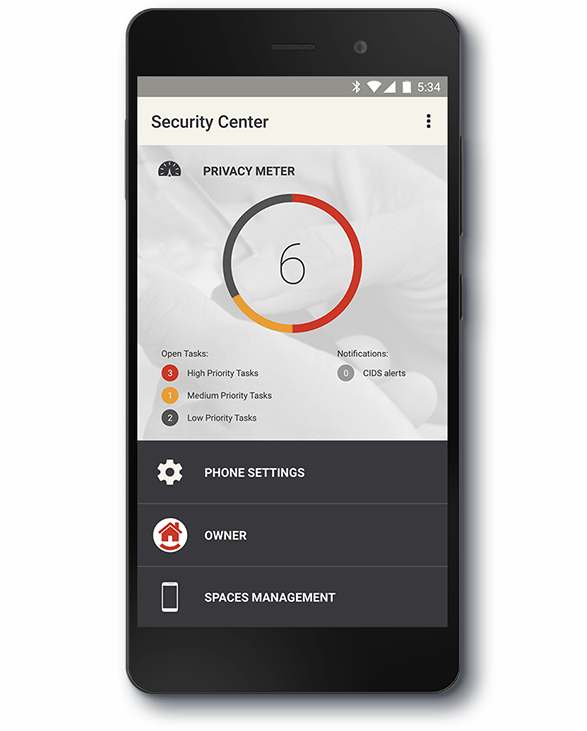 5:34
Security Center
PRIVACY METER
6
Open Tasks:
Notifications:
3 High Priority Tasks
0 CIDS alerts
1 Medium Priority Tasks
2 Low Priority Tasks
PHONE SETTINGS
OWNER
SPACES MANAGEMENT